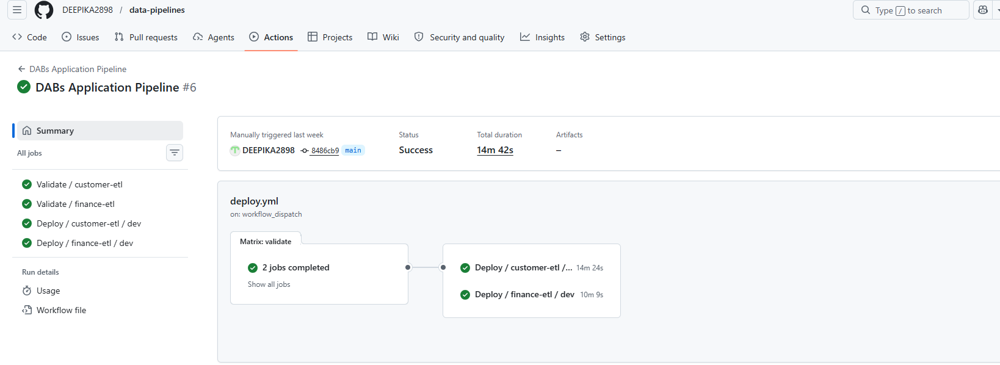 DEEPIKA2898 / data-pipelines
Type / to search
Code Issues Pull requests Agents Actions Projects Wiki Security and quality Insights Settings
← DABs Application Pipeline
DABs Application Pipeline #6
Summary
All jobs
Validate / customer-etl
Validate / finance-etl
Deploy / customer-etl / dev
Deploy / finance-etl / dev
Run details
Usage
Workflow file
Manually triggered last week
DEEPIKA2898 8486cb9 main
Status
Success
Total duration
14m 42s
Artifacts
–
deploy.yml
on: workflow_dispatch
Matrix: validate
2 jobs completed
Show all jobs
Deploy / customer-etl /... 14m 24s
Deploy / finance-etl / dev 10m 9s